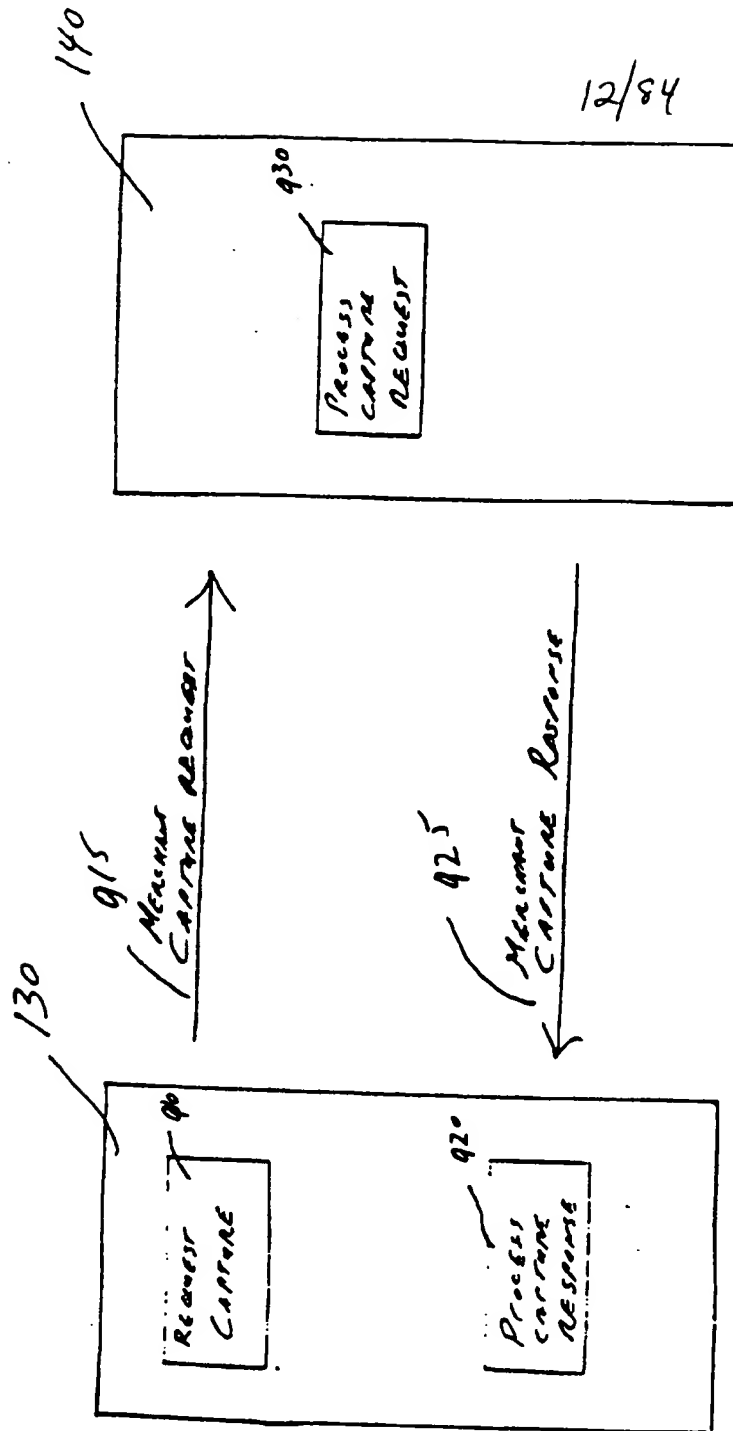 12/84
130
REQUEST
CAPTURE
910
PROCESS
CAPTURE
RESPONSE
920
915
MERCHANT
CAPTURE REQUEST
925
MERCHANT
CAPTURE RESPONSE
140
PROCESS
CAPTURE
REQUEST
930